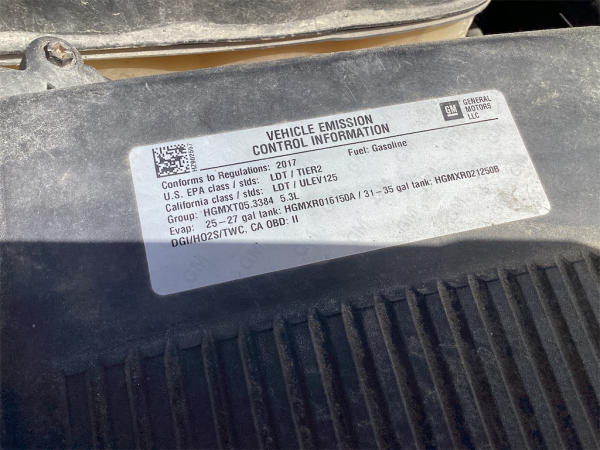 VEHICLE EMISSION
CONTROL INFORMATION
GM GENERAL
MOTORS
LLC
Conforms to Regulations: 2017 Fuel: Gasoline
U.S. EPA class / stds: LDT / TIER2
California class / stds: LDT / ULEV125
Group: HGMXT05.3384 5.3L
Evap: 25-27 gal tank: HGMXR016150A / 31-35 gal tank: HGMXR021250B
DGI/HO2S/TWC, CA OBD: II